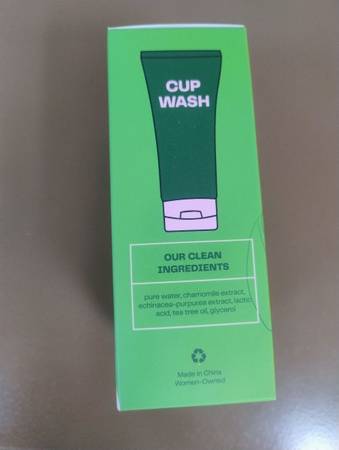 CUP
WASH
OUR CLEAN
INGREDIENTS
pure water, chamomile extract,
echinacea-purpurea extract, lactic
acid, tea tree oil, glycerol
Made in China
Women-Owned